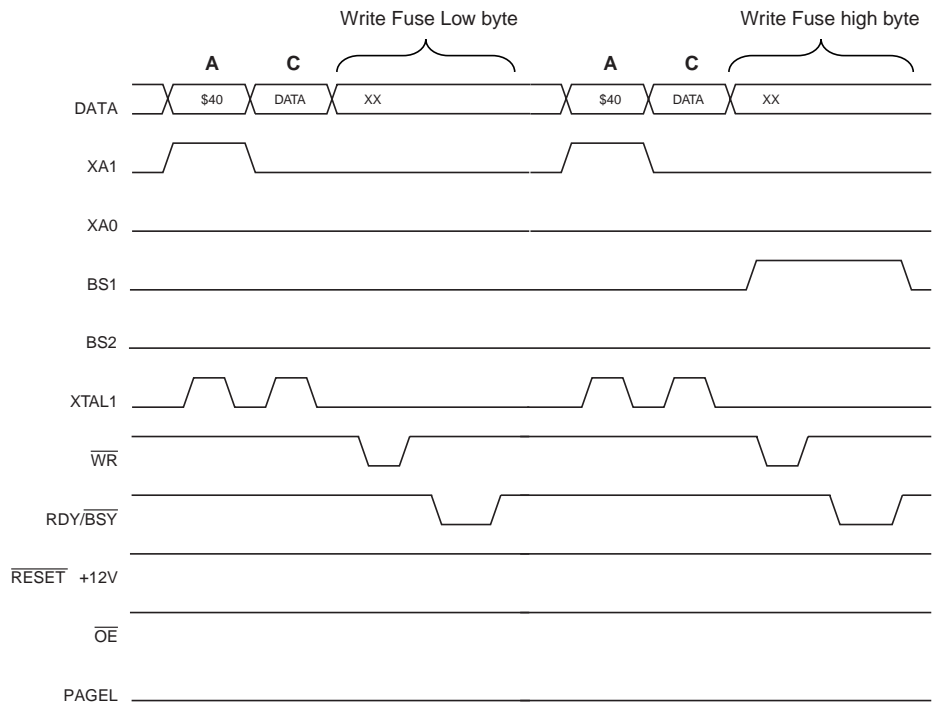 Write Fuse Low byte Write Fuse high byte
A C A C
DATA $40 DATA XX $40 DATA XX
XA1
XA0
BS1
BS2
XTAL1
WR
RDY/BSY
RESET +12V
OE
PAGEL